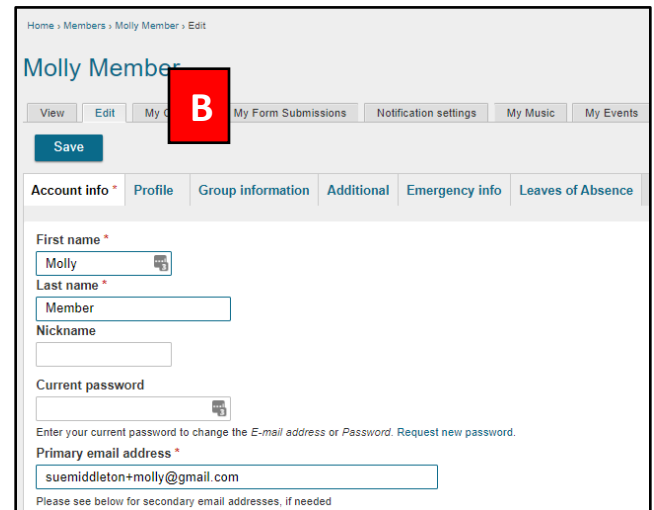 Home › Members › Molly Member › Edit
Molly Member
B
View Edit My My Form Submissions Notification settings My Music My Events
Save
Account info * Profile Group information Additional Emergency info Leaves of Absence
First name *
Molly
Last name *
Member
Nickname
Current password
Enter your current password to change the E-mail address or Password. Request new password.
Primary email address *
suemiddleton+molly@gmail.com
Please see below for secondary email addresses, if needed